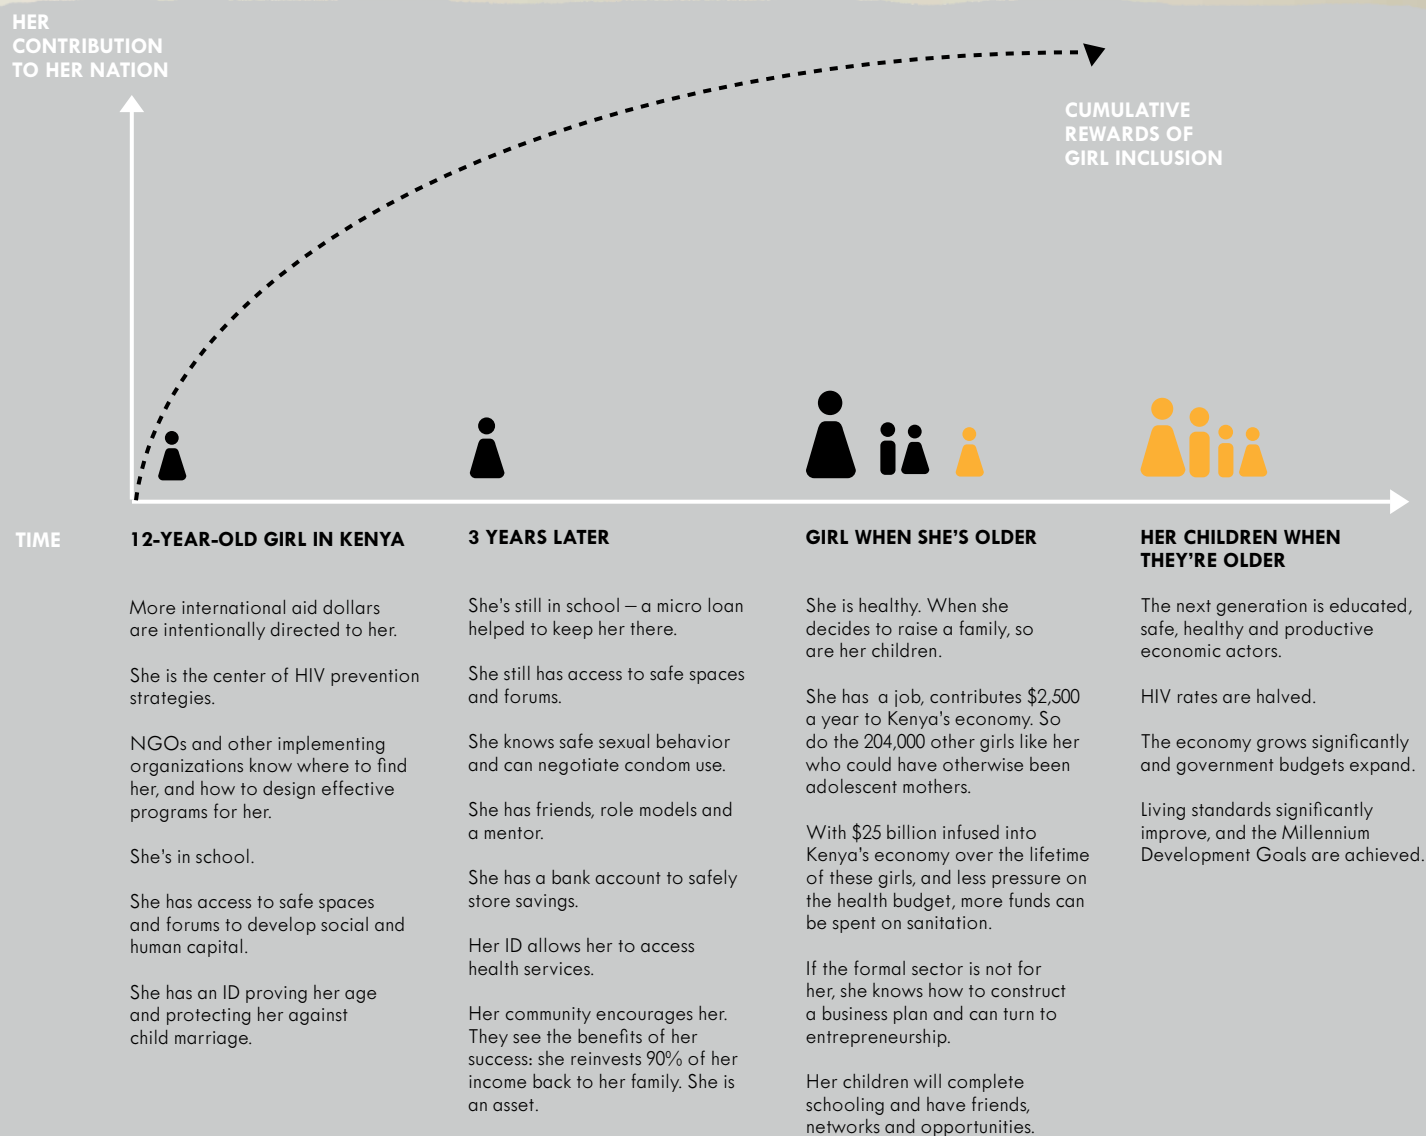 HER
CONTRIBUTION
TO HER NATION
CUMULATIVE
REWARDS OF
GIRL INCLUSION
TIME
12-YEAR-OLD GIRL IN KENYA
More international aid dollars
are intentionally directed to her.
She is the center of HIV prevention
strategies.
NGOs and other implementing
organizations know where to find
her, and how to design effective
programs for her.
She's in school.
She has access to safe spaces
and forums to develop social and
human capital.
She has an ID proving her age
and protecting her against
child marriage.
3 YEARS LATER
She's still in school – a micro loan
helped to keep her there.
She still has access to safe spaces
and forums.
She knows safe sexual behavior
and can negotiate condom use.
She has friends, role models and
a mentor.
She has a bank account to safely
store savings.
Her ID allows her to access
health services.
Her community encourages her.
They see the benefits of her
success: she reinvests 90% of her
income back to her family. She is
an asset.
GIRL WHEN SHE'S OLDER
She is healthy. When she
decides to raise a family, so
are her children.
She has a job, contributes $2,500
a year to Kenya's economy. So
do the 204,000 other girls like her
who could have otherwise been
adolescent mothers.
With $25 billion infused into
Kenya's economy over the lifetime
of these girls, and less pressure on
the health budget, more funds can
be spent on sanitation.
If the formal sector is not for
her, she knows how to construct
a business plan and can turn to
entrepreneurship.
Her children will complete
schooling and have friends,
networks and opportunities.
HER CHILDREN WHEN
THEY'RE OLDER
The next generation is educated,
safe, healthy and productive
economic actors.
HIV rates are halved.
The economy grows significantly
and government budgets expand.
Living standards significantly
improve, and the Millennium
Development Goals are achieved.